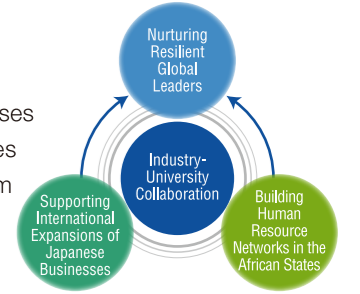 Nurturing
Resilient
Global
Leaders
Industry-
University
Collaboration
Supporting
International
Expansions of
Japanese
Businesses
Building
Human
Resource
Networks in the
African States